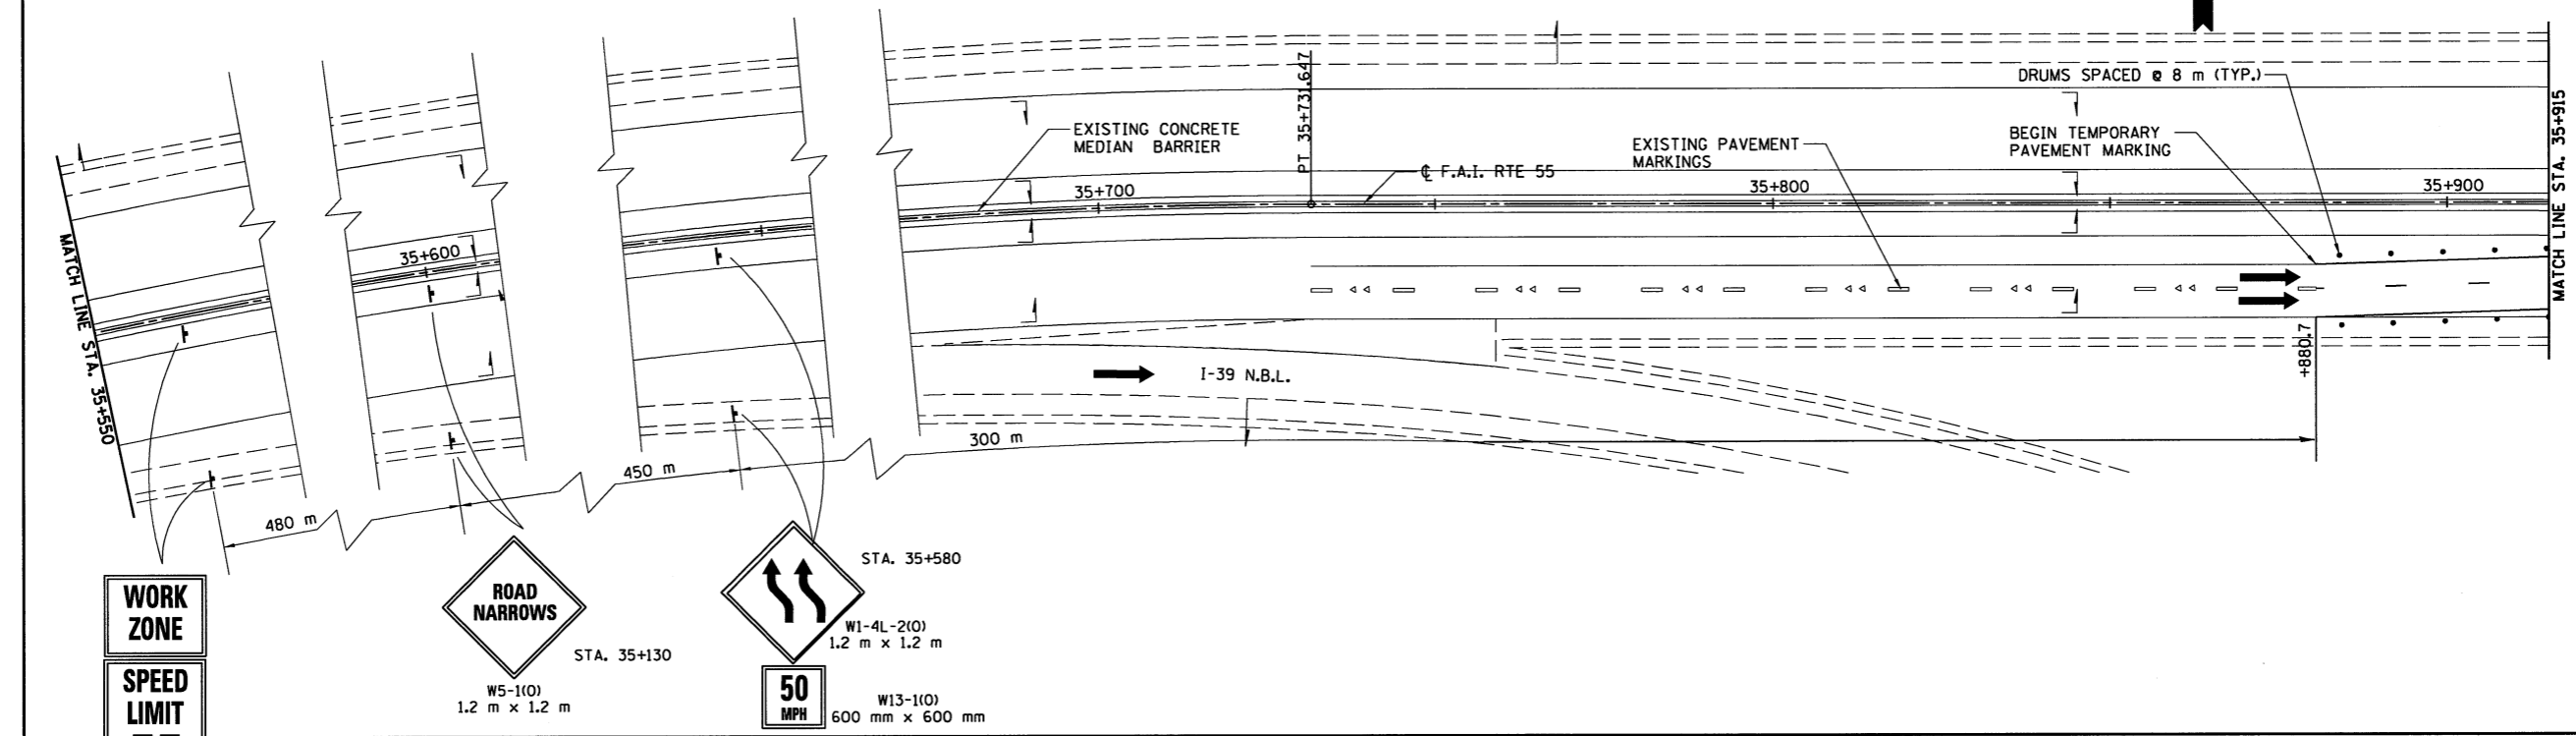 DRUMS SPACED @ 8 m (TYP.)
PT 35+731.647
EXISTING CONCRETE
MEDIAN BARRIER
EXISTING PAVEMENT
MARKINGS
BEGIN TEMPORARY
PAVEMENT MARKING
MATCH LINE STA. 35+915
℄ F.A.I. RTE 55
35+600
35+700
35+800
35+900
MATCH LINE STA. 35+550
+880.7
I-39 N.B.L.
480 m
450 m
300 m
WORK
ZONE
SPEED
LIMIT
ROAD
NARROWS
STA. 35+130
W5-1(O)
1.2 m x 1.2 m
STA. 35+580
W1-4L-2(O)
1.2 m x 1.2 m
50
MPH
W13-1(O)
600 mm x 600 mm